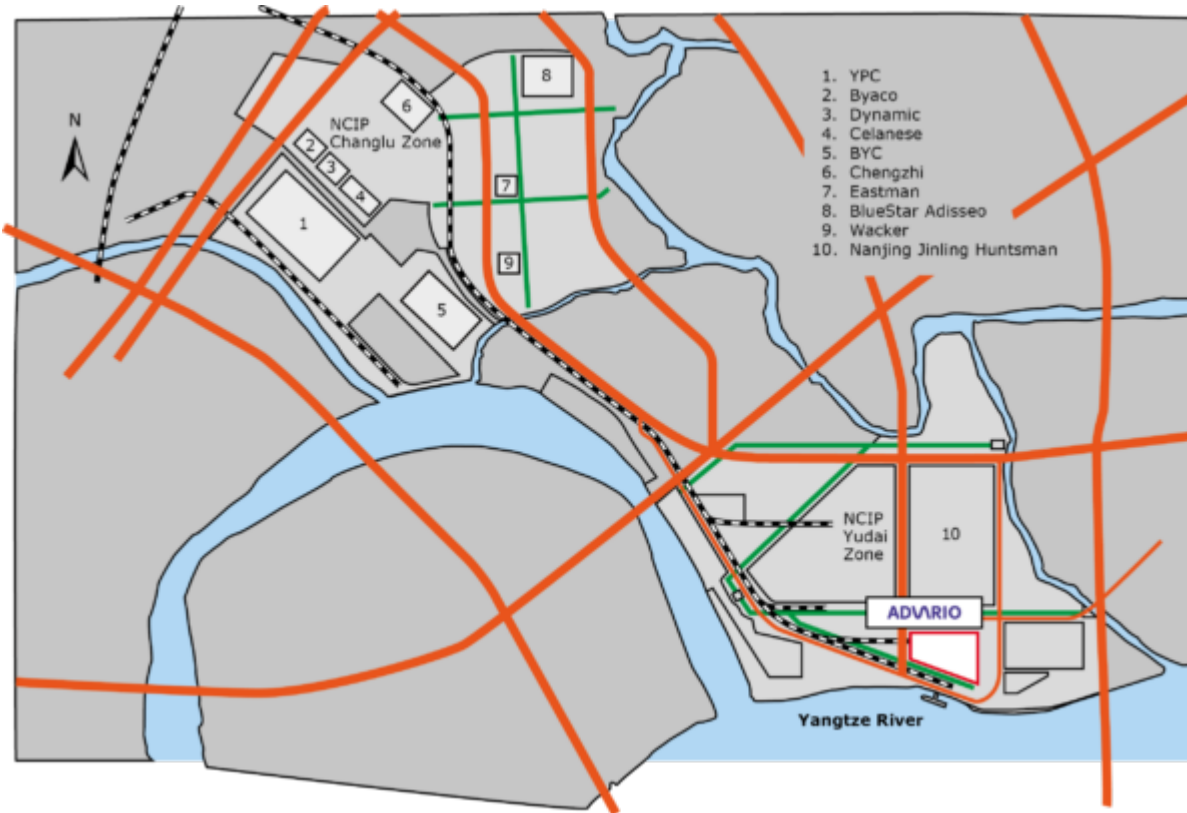 N
NCIP
Changlu Zone
1
2
3
4
5
6
7
8
9
1. YPC
2. Byaco
3. Dynamic
4. Celanese
5. BYC
6. Chengzhi
7. Eastman
8. BlueStar Adisseo
9. Wacker
10. Nanjing Jinling Huntsman
NCIP
Yudai
Zone
10
ADVARIO
Yangtze River